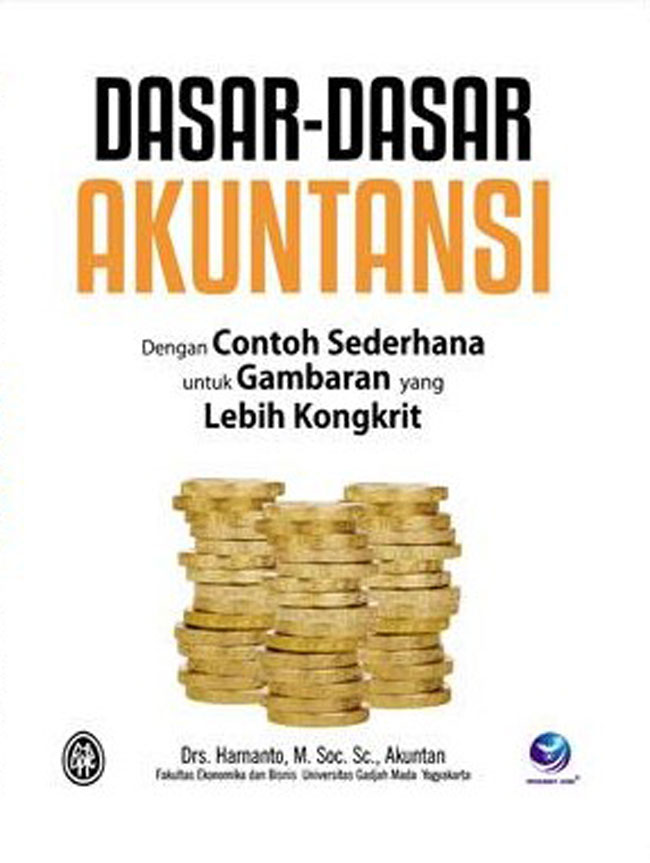 DASAR-DASAR
AKUNTANSI
Dengan Contoh Sederhana
untuk Gambaran yang
Lebih Kongkrit
Drs. Harnanto, M. Soc. Sc., Akuntan
Fakultas Ekonomika dan Bisnis Universitas Gadjah Mada Yogyakarta